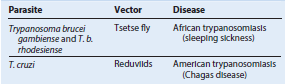 Parasite Vector Disease
Trypanosoma brucei Tsetse fly African trypanosomiasis
gambiense and T. b. (sleeping sickness)
rhodesiense
T. cruzi Reduviids American trypanosomiasis
(Chagas disease)